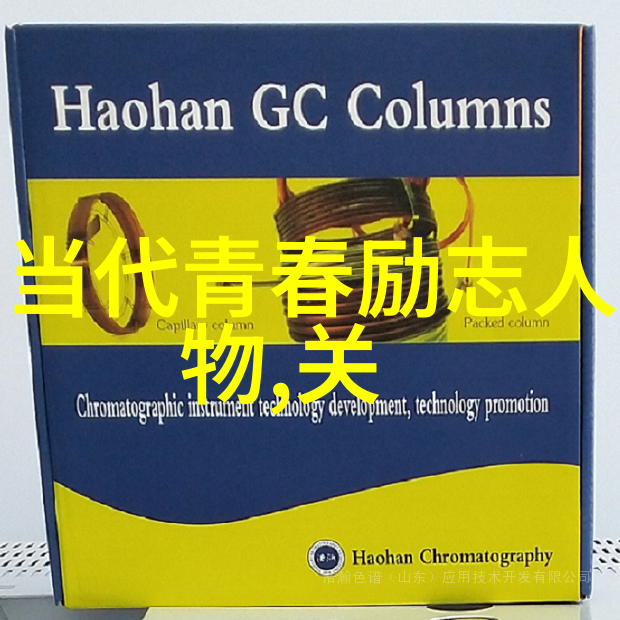 Haohan GC Columns
当代青春励志人
物,关
Capillary column
Packed column
Chromatographic instrument technology development, technology promotion
Haohan Chromatography
浩瀚色谱（山东）应用技术开发有限公司